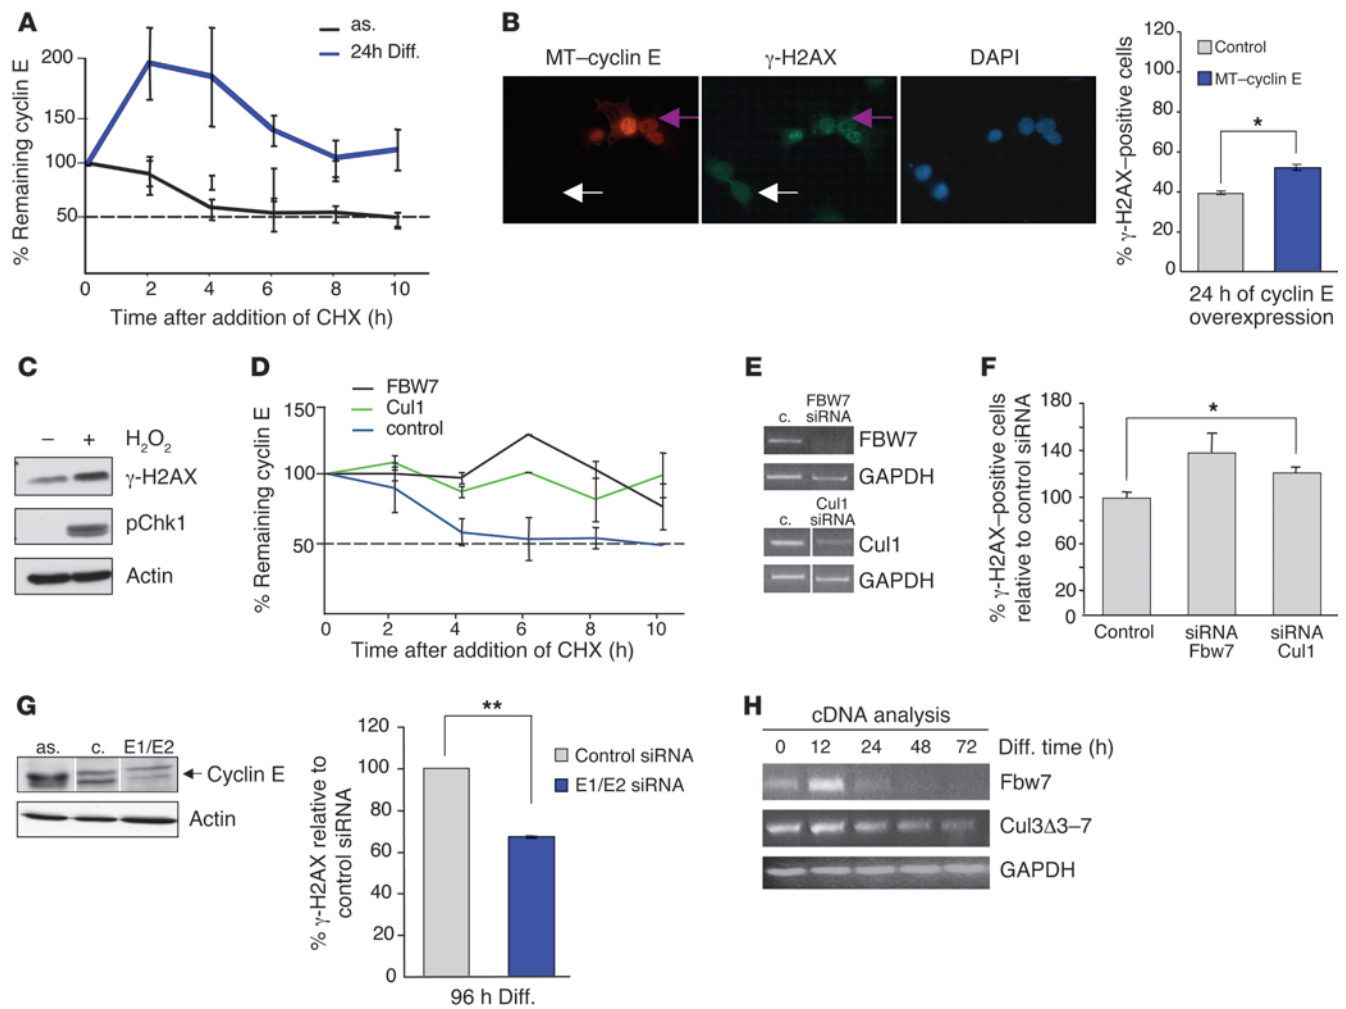 A
as.
24h Diff.
% Remaining cyclin E
200
150
100
50
0
2
4
6
8
10
Time after addition of CHX (h)
B
MT–cyclin E
γ-H2AX
DAPI
% γ-H2AX–positive cells
120
100
80
60
40
20
0
Control
MT–cyclin E
*
24 h of cyclin E
overexpression
C
– + H2O2
γ-H2AX
pChk1
Actin
D
FBW7
Cul1
control
% Remaining cyclin E
150
100
50
0
2
4
6
8
10
Time after addition of CHX (h)
E
FBW7
c. siRNA
FBW7
GAPDH
Cul1
c. siRNA
Cul1
GAPDH
F
% γ-H2AX–positive cells
relative to control siRNA
180
140
100
60
20
0
*
Control
siRNA
Fbw7
siRNA
Cul1
G
as. c. E1/E2
Cyclin E
Actin
% γ-H2AX relative to
control siRNA
120
100
80
60
40
20
0
**
Control siRNA
E1/E2 siRNA
96 h Diff.
H
cDNA analysis
0 12 24 48 72 Diff. time (h)
Fbw7
Cul3Δ3–7
GAPDH